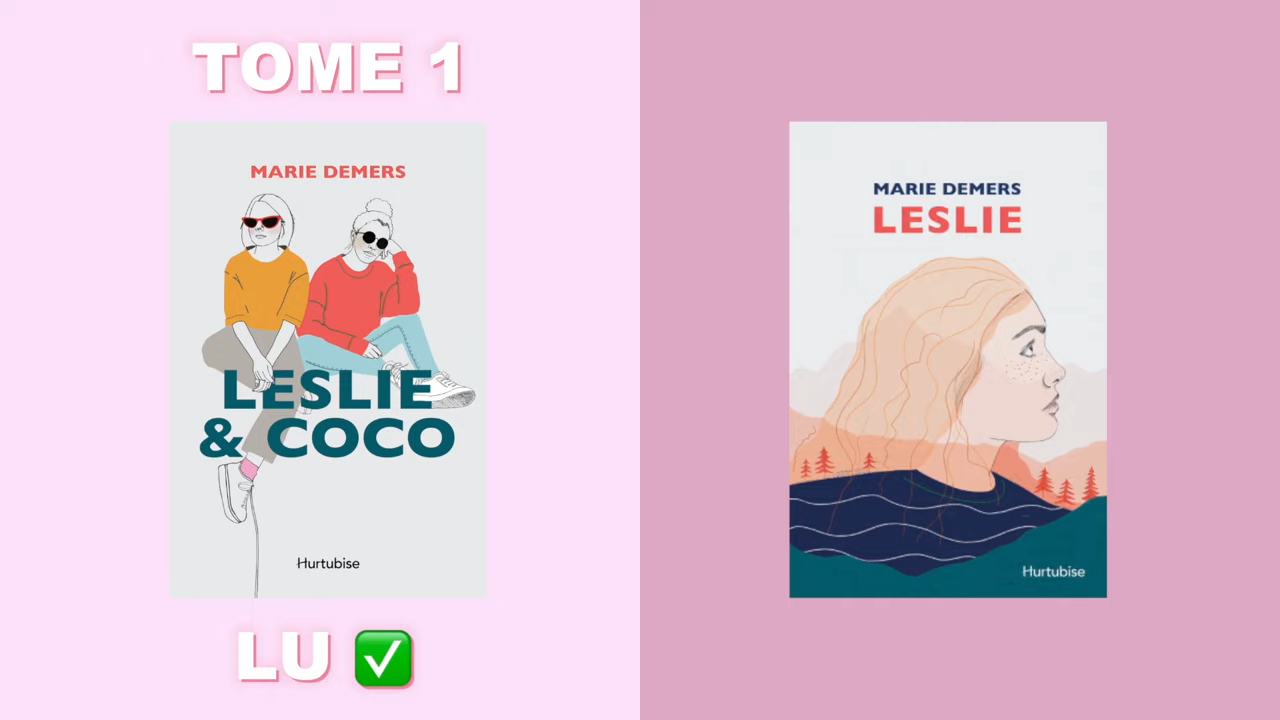 TOME 1
MARIE DEMERS
LESLIE
& COCO
Hurtubise
LU
MARIE DEMERS
LESLIE
Hurtubise